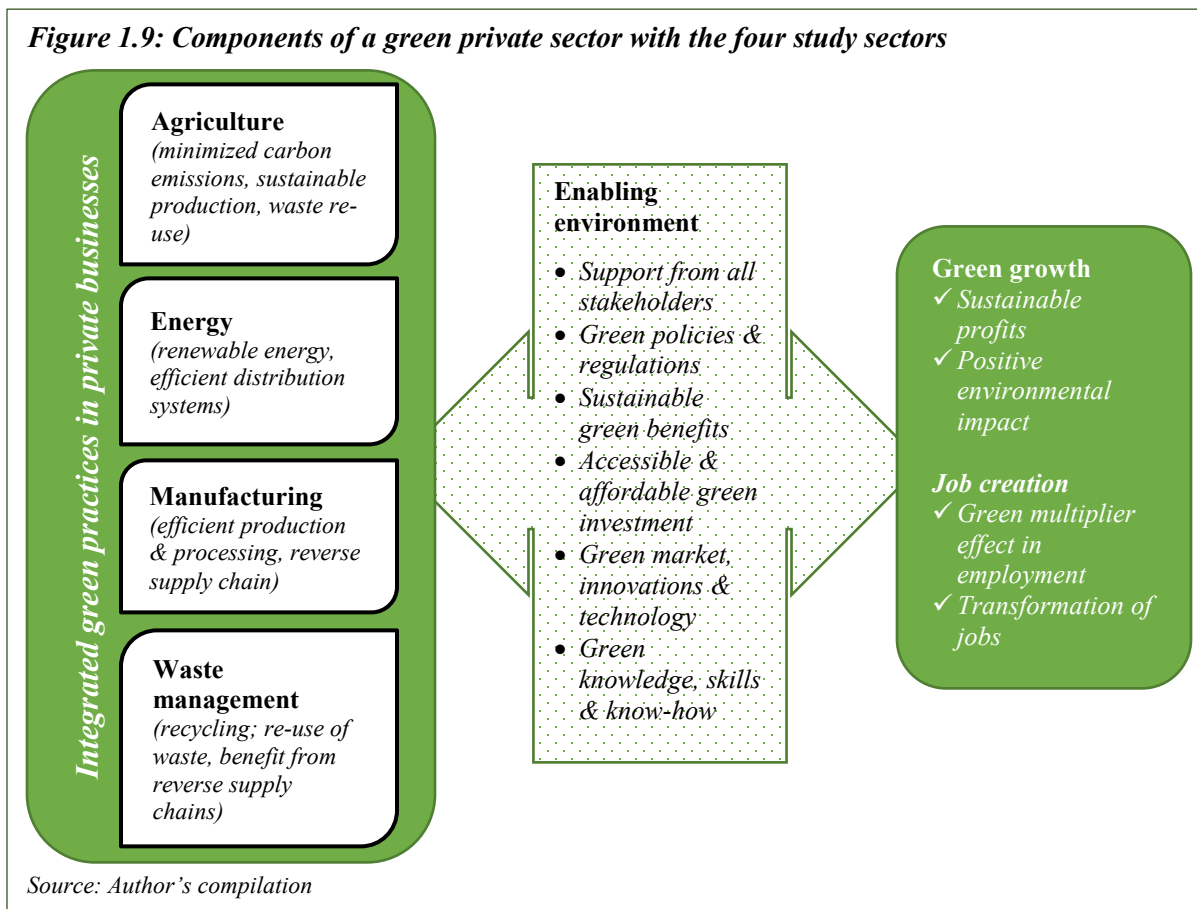 Figure 1.9: Components of a green private sector with the four study sectors
Integrated green practices in private businesses
Agriculture
(minimized carbon
emissions, sustainable
production, waste re-
use)
Energy
(renewable energy,
efficient distribution
systems)
Manufacturing
(efficient production
& processing, reverse
supply chain)
Waste
management
(recycling; re-use of
waste, benefit from
reverse supply
chains)
Enabling
environment
• Support from all
stakeholders
• Green policies &
regulations
• Sustainable
green benefits
• Accessible &
affordable green
investment
• Green market,
innovations &
technology
• Green
knowledge, skills
& know-how
Green growth
✓ Sustainable
profits
✓ Positive
environmental
impact
Job creation
✓ Green multiplier
effect in
employment
✓ Transformation of
jobs
Source: Author’s compilation